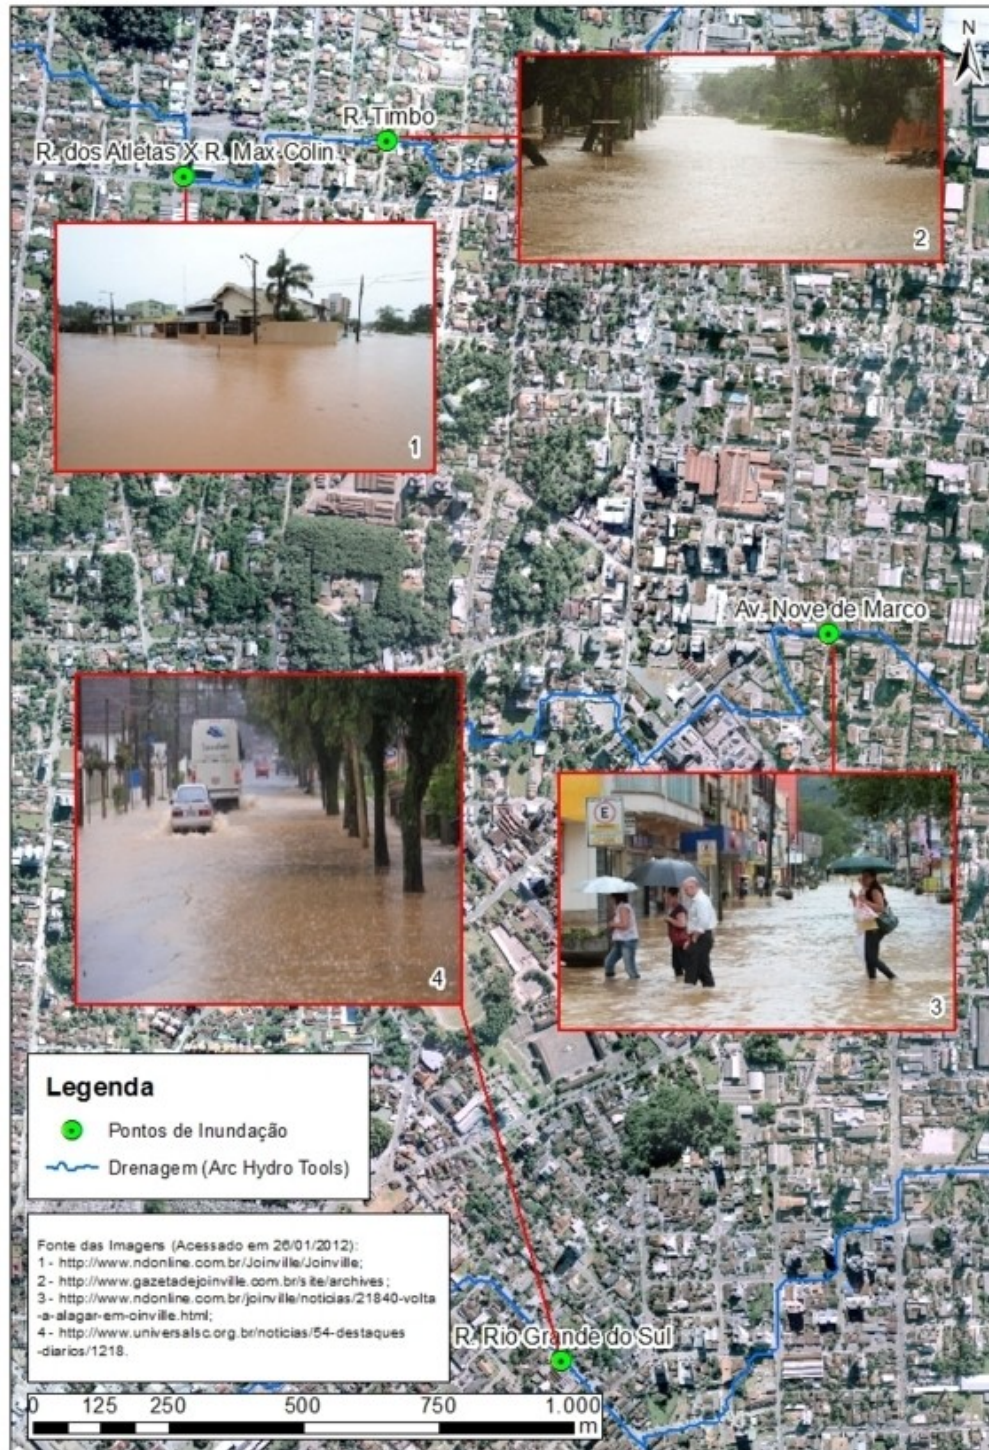 N
R. Timbo
R. dos Atletas X R. Max Colin
2
1
Av. Nove de Marco
E
4
3
Legenda
Pontos de Inundação
Drenagem (Arc Hydro Tools)
Fonte das Imagens (Acessado em 26/01/2012):
1 - http://www.ndonline.com.br/Joinville/Joinville;
2 - http://www.gazetadejoinville.com.br/site/archives;
3 - http://www.ndonline.com.br/joinville/noticias/21840-volta
-a-alagar-em-oinville.html;
4 - http://www.universalsc.org.br/noticias/54-destaques
-diarios/1218.
R. Rio Grande do Sul
0 125 250 500 750 1.000
m